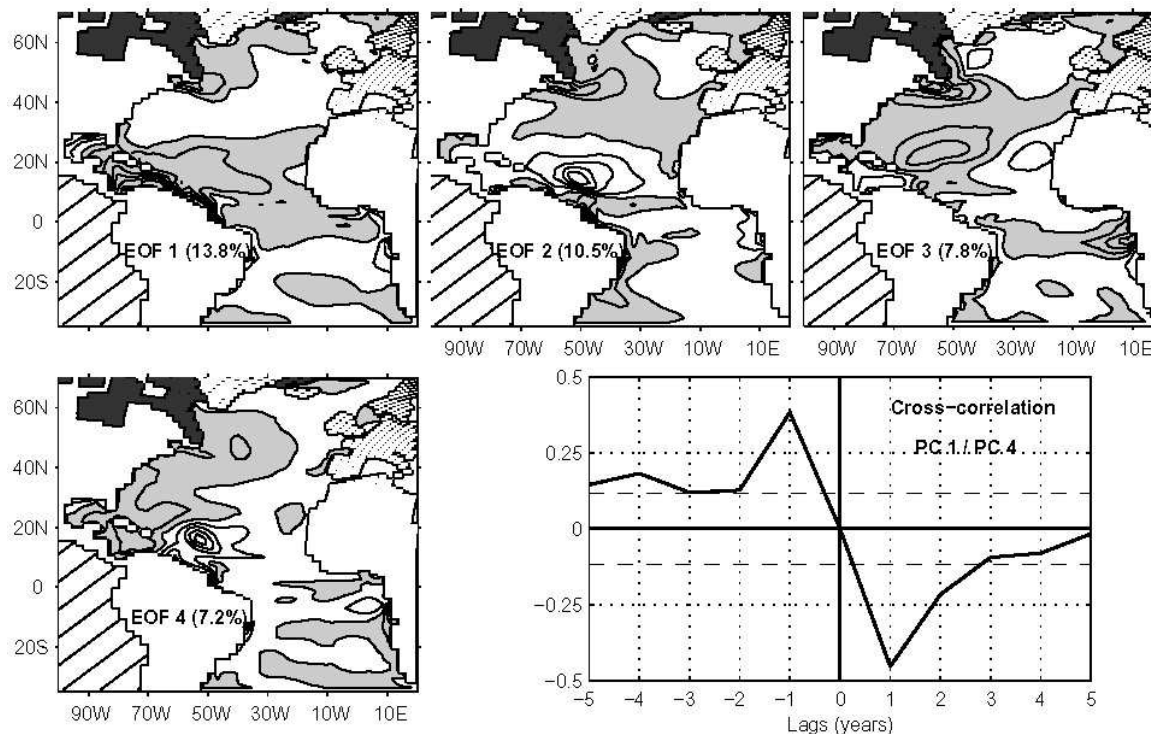 60N
40N
20N
0
20S
EOF 1 (13.8%)
EOF 2 (10.5%)
EOF 3 (7.8%)
90W 70W 50W 30W 10W 10E
90W 70W 50W 30W 10W 10E
60N
40N
20N
0
20S
EOF 4 (7.2%)
90W 70W 50W 30W 10W 10E
0.5
0.25
0
−0.25
−0.5
Cross−correlation
PC 1 / PC 4
−5 −4 −3 −2 −1 0 1 2 3 4 5
Lags (years)